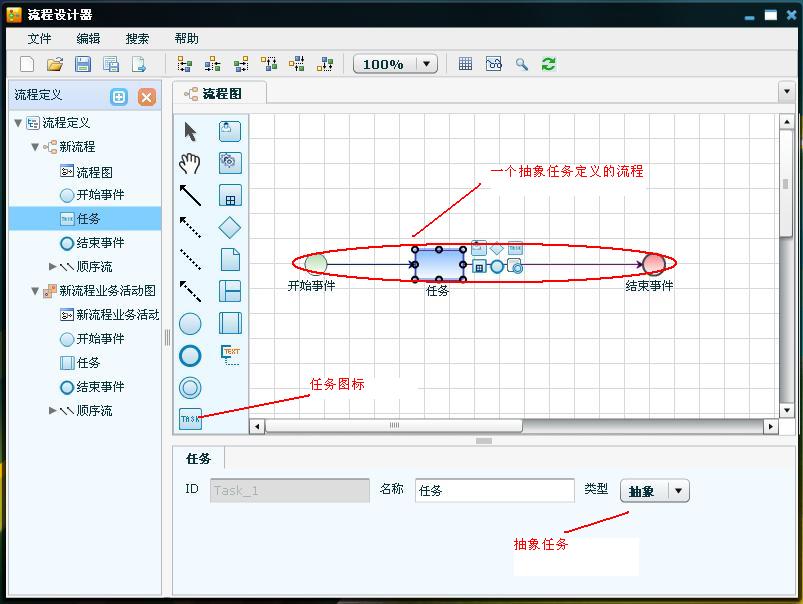 流程设计器
文件 编辑 搜索 帮助
100%
流程定义
流程图
流程定义
新流程
流程图
开始事件
任务
结束事件
顺序流
新流程业务活动图
新流程业务活动
开始事件
任务
结束事件
顺序流
TEXT
TASK
一个抽象任务定义的流程
开始事件
任务
结束事件
任务图标
任务
ID Task_1 名称 任务 类型 抽象
抽象任务